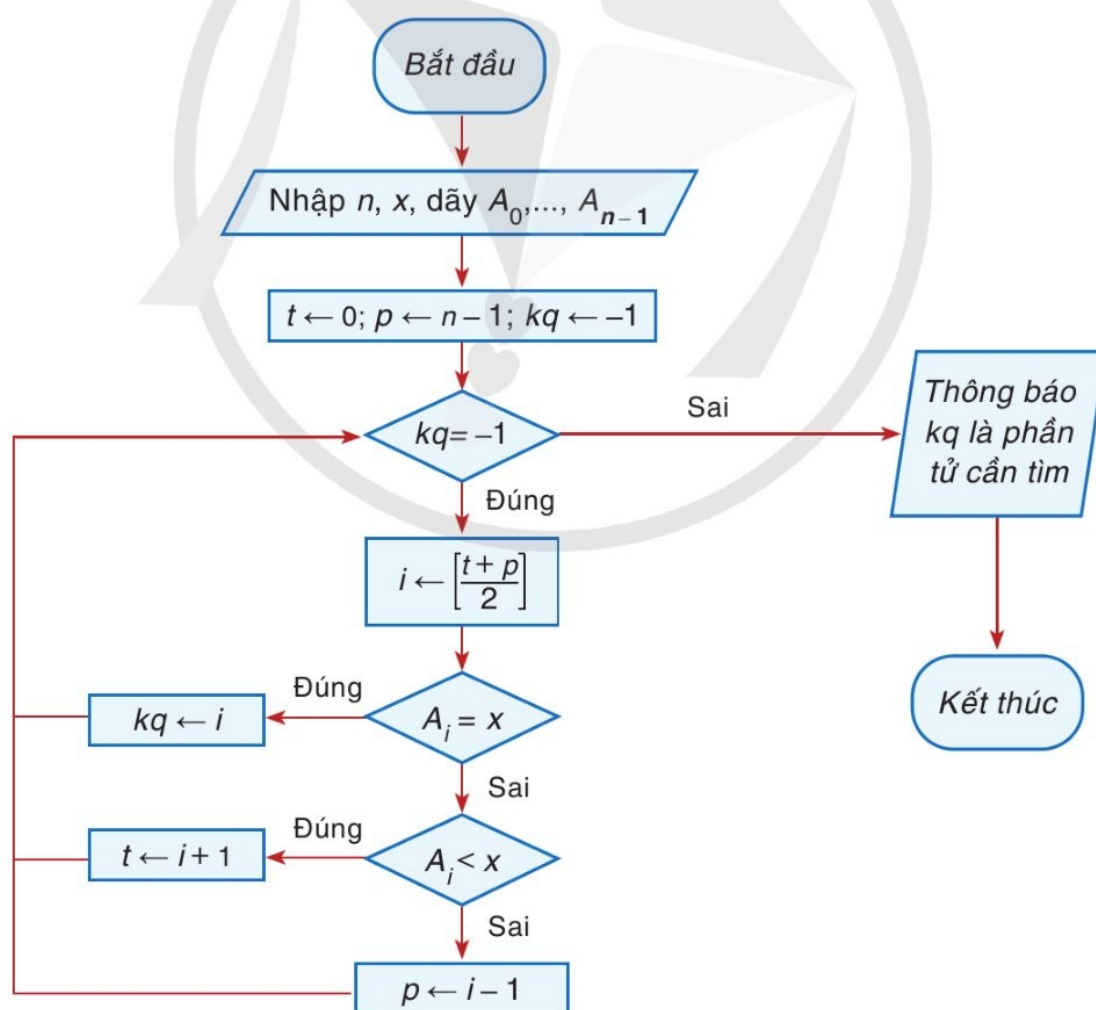 Bắt đầu
Nhập n, x, dãy A₀,..., Aₙ₋₁
t ← 0; p ← n – 1; kq ← –1
kq= –1
Sai
Thông báo
kq là phần
tử cần tìm
Đúng
i ← [(t + p)/2]
Kết thúc
Đúng
kq ← i
Aᵢ = x
Sai
Đúng
t ← i + 1
Aᵢ < x
Sai
p ← i – 1